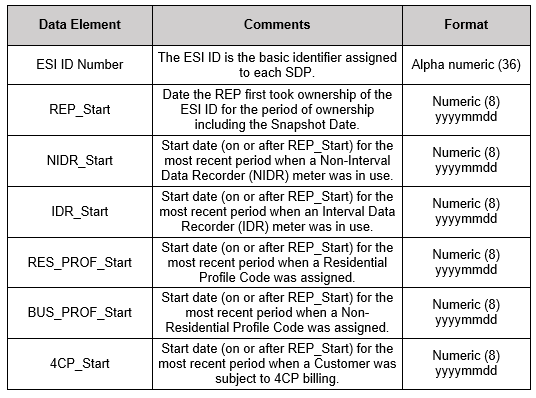 Data Element Comments Format
ESI ID Number
The ESI ID is the basic identifier assigned
to each SDP.
Alpha numeric (36)
REP_Start
Date the REP first took ownership of the
ESI ID for the period of ownership
including the Snapshot Date.
Numeric (8)
yyyymmdd
NIDR_Start
Start date (on or after REP_Start) for the
most recent period when a Non-Interval
Data Recorder (NIDR) meter was in use.
Numeric (8)
yyyymmdd
IDR_Start
Start date (on or after REP_Start) for the
most recent period when an Interval Data
Recorder (IDR) meter was in use.
Numeric (8)
yyyymmdd
RES_PROF_Start
Start date (on or after REP_Start) for the
most recent period when a Residential
Profile Code was assigned.
Numeric (8)
yyyymmdd
BUS_PROF_Start
Start date (on or after REP_Start) for the
most recent period when a Non-
Residential Profile Code was assigned.
Numeric (8)
yyyymmdd
4CP_Start
Start date (on or after REP_Start) for the
most recent period when a Customer was
subject to 4CP billing.
Numeric (8)
yyyymmdd